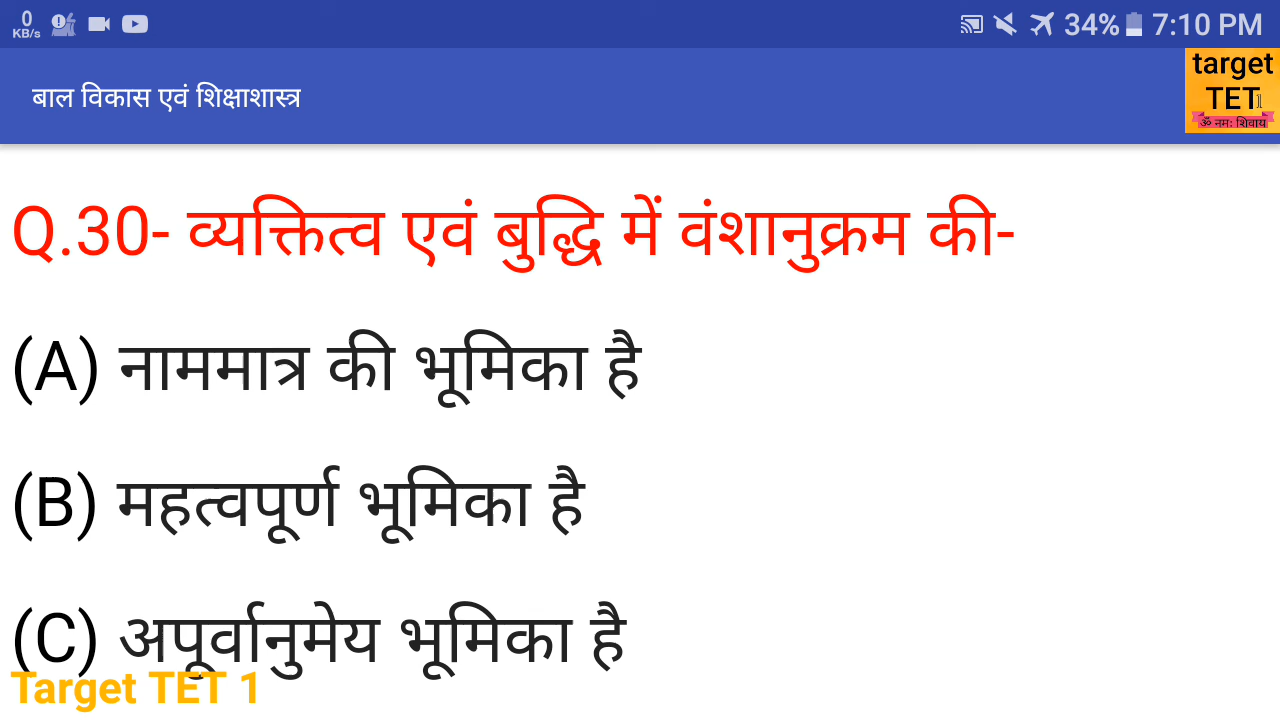 0
KB/s
34% 7:10 PM
बाल विकास एवं शिक्षाशास्त्र
target
TET1
ॐ नमः शिवाय
Q.30- व्यक्तित्व एवं बुद्धि में वंशानुक्रम की-
(A) नाममात्र की भूमिका है
(B) महत्वपूर्ण भूमिका है
(C) अपूर्वानुमेय भूमिका है
Target TET 1